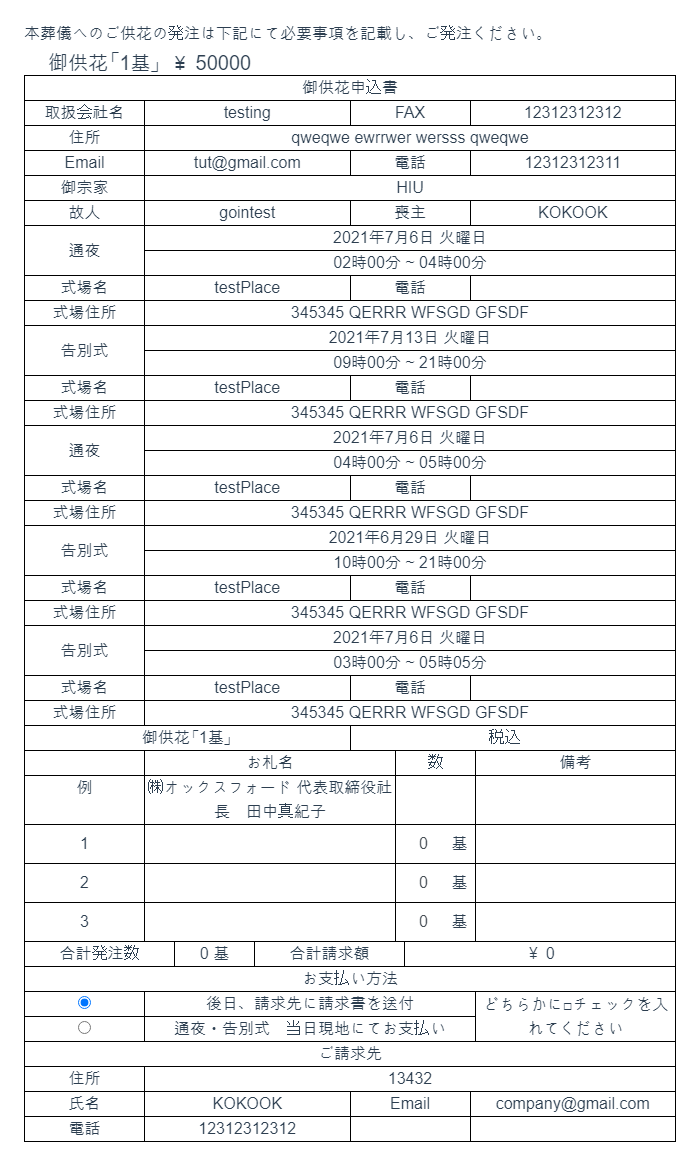 本葬儀へのご供花の発注は下記にて必要事項を記載し、ご発注ください。
御供花「1基」 ¥ 50000
御供花申込書
取扱会社名 testing FAX 12312312312
住所 qweqwe ewrrwer wersss qweqwe
Email tut@gmail.com 電話 12312312311
御宗家 HIU
故人 gointest 喪主 KOKOOK
通夜 2021年7月6日 火曜日
02時00分 ~ 04時00分
式場名 testPlace 電話
式場住所 345345 QERRR WFSGD GFSDF
告別式 2021年7月13日 火曜日
09時00分 ~ 21時00分
式場名 testPlace 電話
式場住所 345345 QERRR WFSGD GFSDF
通夜 2021年7月6日 火曜日
04時00分 ~ 05時00分
式場名 testPlace 電話
式場住所 345345 QERRR WFSGD GFSDF
告別式 2021年6月29日 火曜日
10時00分 ~ 21時00分
式場名 testPlace 電話
式場住所 345345 QERRR WFSGD GFSDF
告別式 2021年7月6日 火曜日
03時00分 ~ 05時05分
式場名 testPlace 電話
式場住所 345345 QERRR WFSGD GFSDF
御供花「1基」 税込
お札名 数 備考
例 ㈱オックスフォード 代表取締役社
長　田中真紀子
1 0 基
2 0 基
3 0 基
合計発注数 0 基 合計請求額 ¥ 0
お支払い方法
後日、請求先に請求書を送付 どちらかに□チェックを入
通夜・告別式　当日現地にてお支払い れてください
ご請求先
住所 13432
氏名 KOKOOK Email company@gmail.com
電話 12312312312